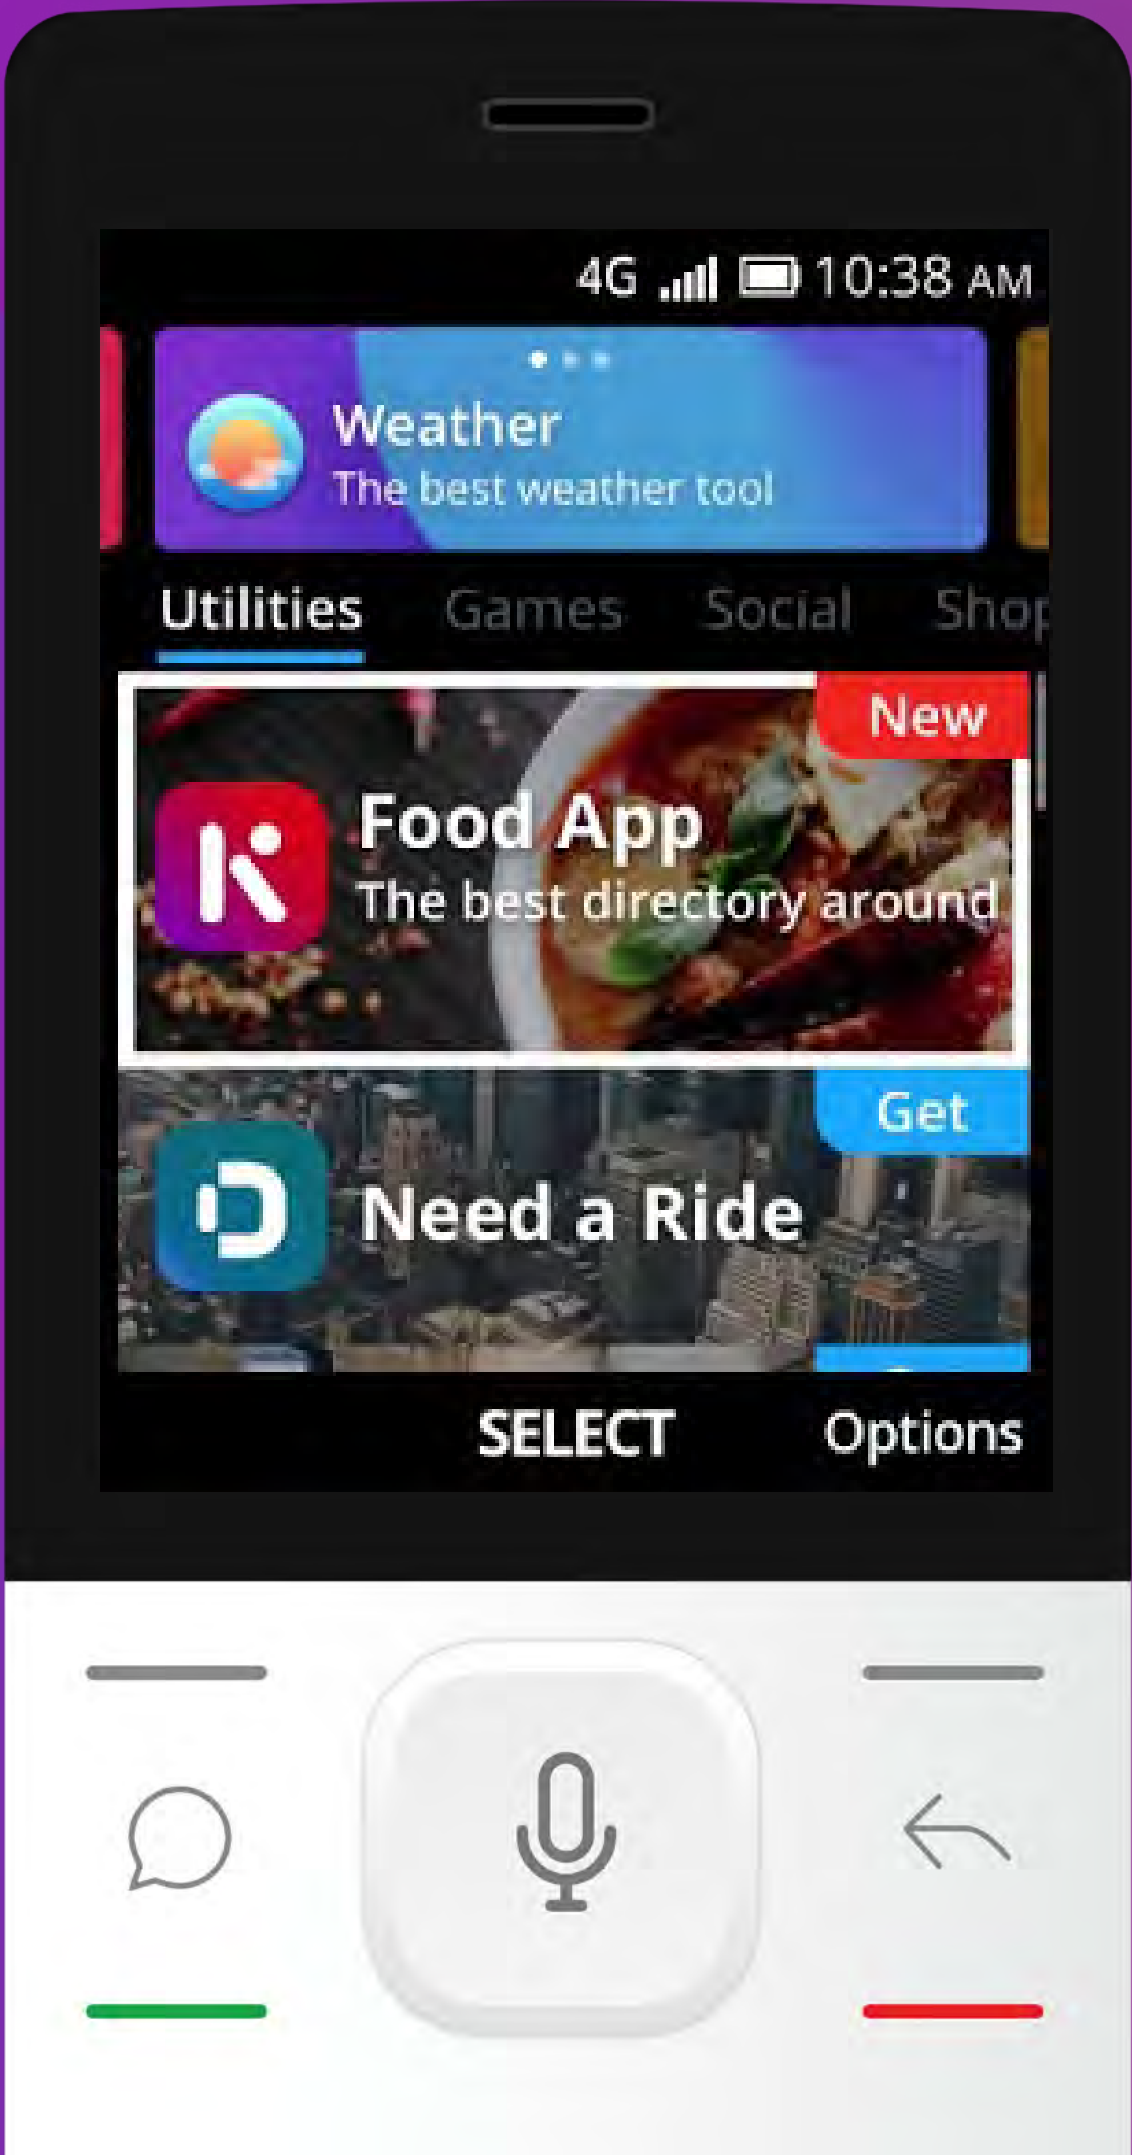 4G 10:38 AM
Weather
The best weather tool
Utilities Games Social Shop
New
Food App
The best directory around
Get
Need a Ride
SELECT Options